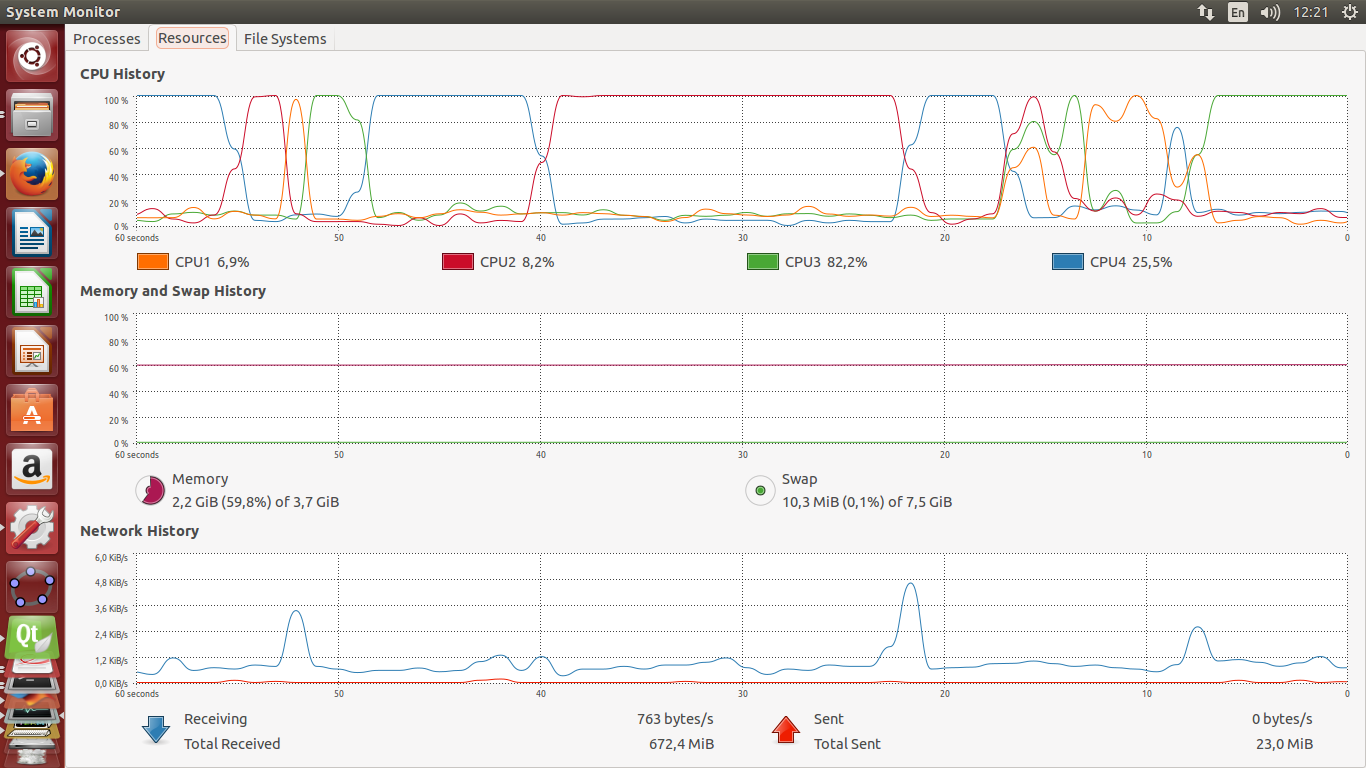 System Monitor En 12:21
Processes Resources File Systems
CPU History
100 %
80 %
60 %
40 %
20 %
0 %
60 seconds 50 40 30 20 10 0
CPU1 6,9% CPU2 8,2% CPU3 82,2% CPU4 25,5%
Memory and Swap History
100 %
80 %
60 %
40 %
20 %
0 %
60 seconds 50 40 30 20 10 0
Memory Swap
2,2 GiB (59,8%) of 3,7 GiB 10,3 MiB (0,1%) of 7,5 GiB
Network History
6,0 KiB/s
4,8 KiB/s
3,6 KiB/s
2,4 KiB/s
1,2 KiB/s
0,0 KiB/s
60 seconds 50 40 30 20 10 0
Receiving 763 bytes/s Sent 0 bytes/s
Total Received 672,4 MiB Total Sent 23,0 MiB
A
a
Qt